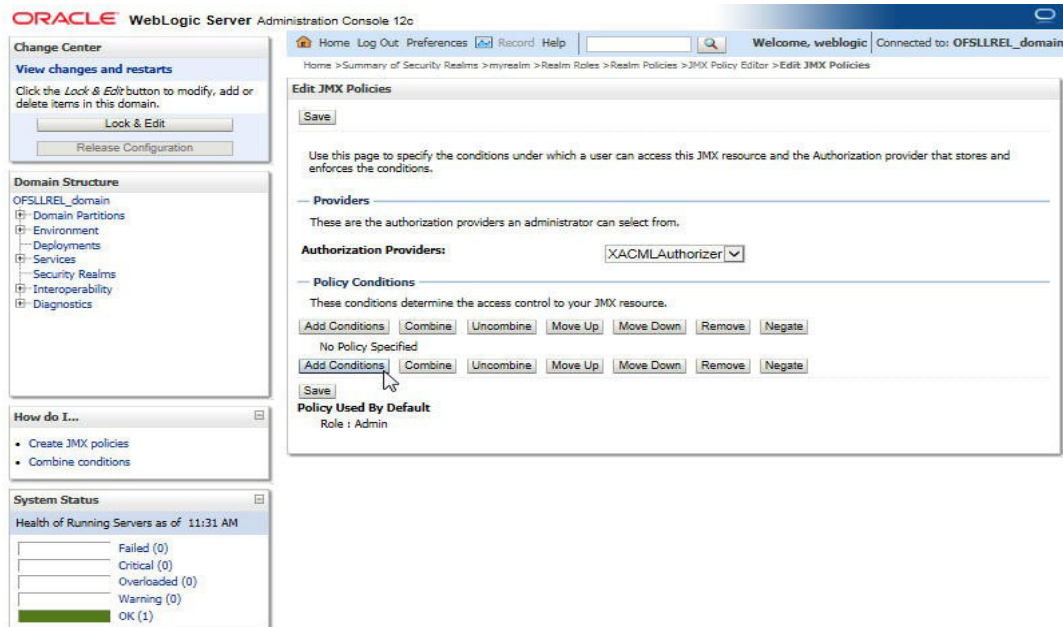 ORACLE WebLogic Server Administration Console 12c
Change Center
View changes and restarts
Click the Lock & Edit button to modify, add or
delete items in this domain.
Lock & Edit
Release Configuration
Domain Structure
OFSLLREL_domain
Domain Partitions
Environment
Deployments
Services
Security Realms
Interoperability
Diagnostics
How do I...
Create JMX policies
Combine conditions
System Status
Health of Running Servers as of 11:31 AM
Failed (0)
Critical (0)
Overloaded (0)
Warning (0)
OK (1)
Home Log Out Preferences Record Help
Welcome, weblogic Connected to: OFSLLREL_domain
Home >Summary of Security Realms >myrealm >Realm Roles >Realm Policies >JMX Policy Editor >Edit JMX Policies
Edit JMX Policies
Save
Use this page to specify the conditions under which a user can access this JMX resource and the Authorization provider that stores and
enforces the conditions.
Providers
These are the authorization providers an administrator can select from.
Authorization Providers: XACMLAuthorizer
Policy Conditions
These conditions determine the access control to your JMX resource.
Add Conditions Combine Uncombine Move Up Move Down Remove Negate
No Policy Specified
Add Conditions Combine Uncombine Move Up Move Down Remove Negate
Save
Policy Used By Default
Role : Admin